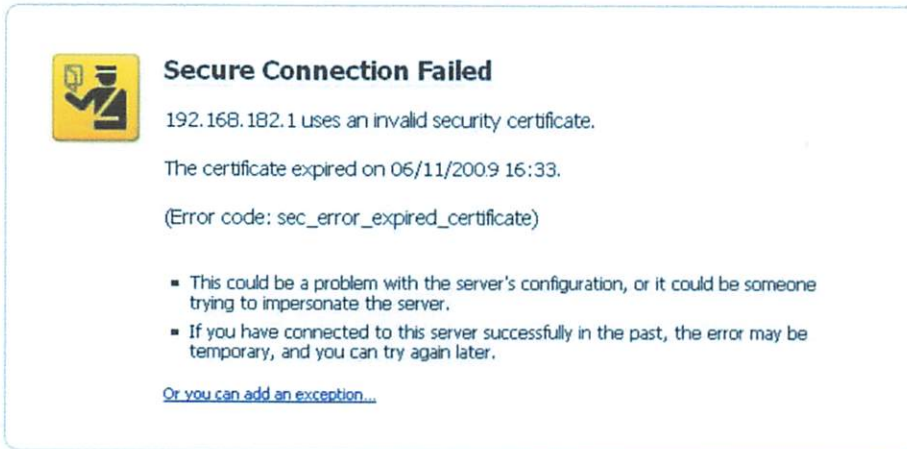 Secure Connection Failed
192.168.182.1 uses an invalid security certificate.
The certificate expired on 06/11/2009 16:33.
(Error code: sec_error_expired_certificate)
▪ This could be a problem with the server's configuration, or it could be someone
trying to impersonate the server.
▪ If you have connected to this server successfully in the past, the error may be
temporary, and you can try again later.
Or you can add an exception...